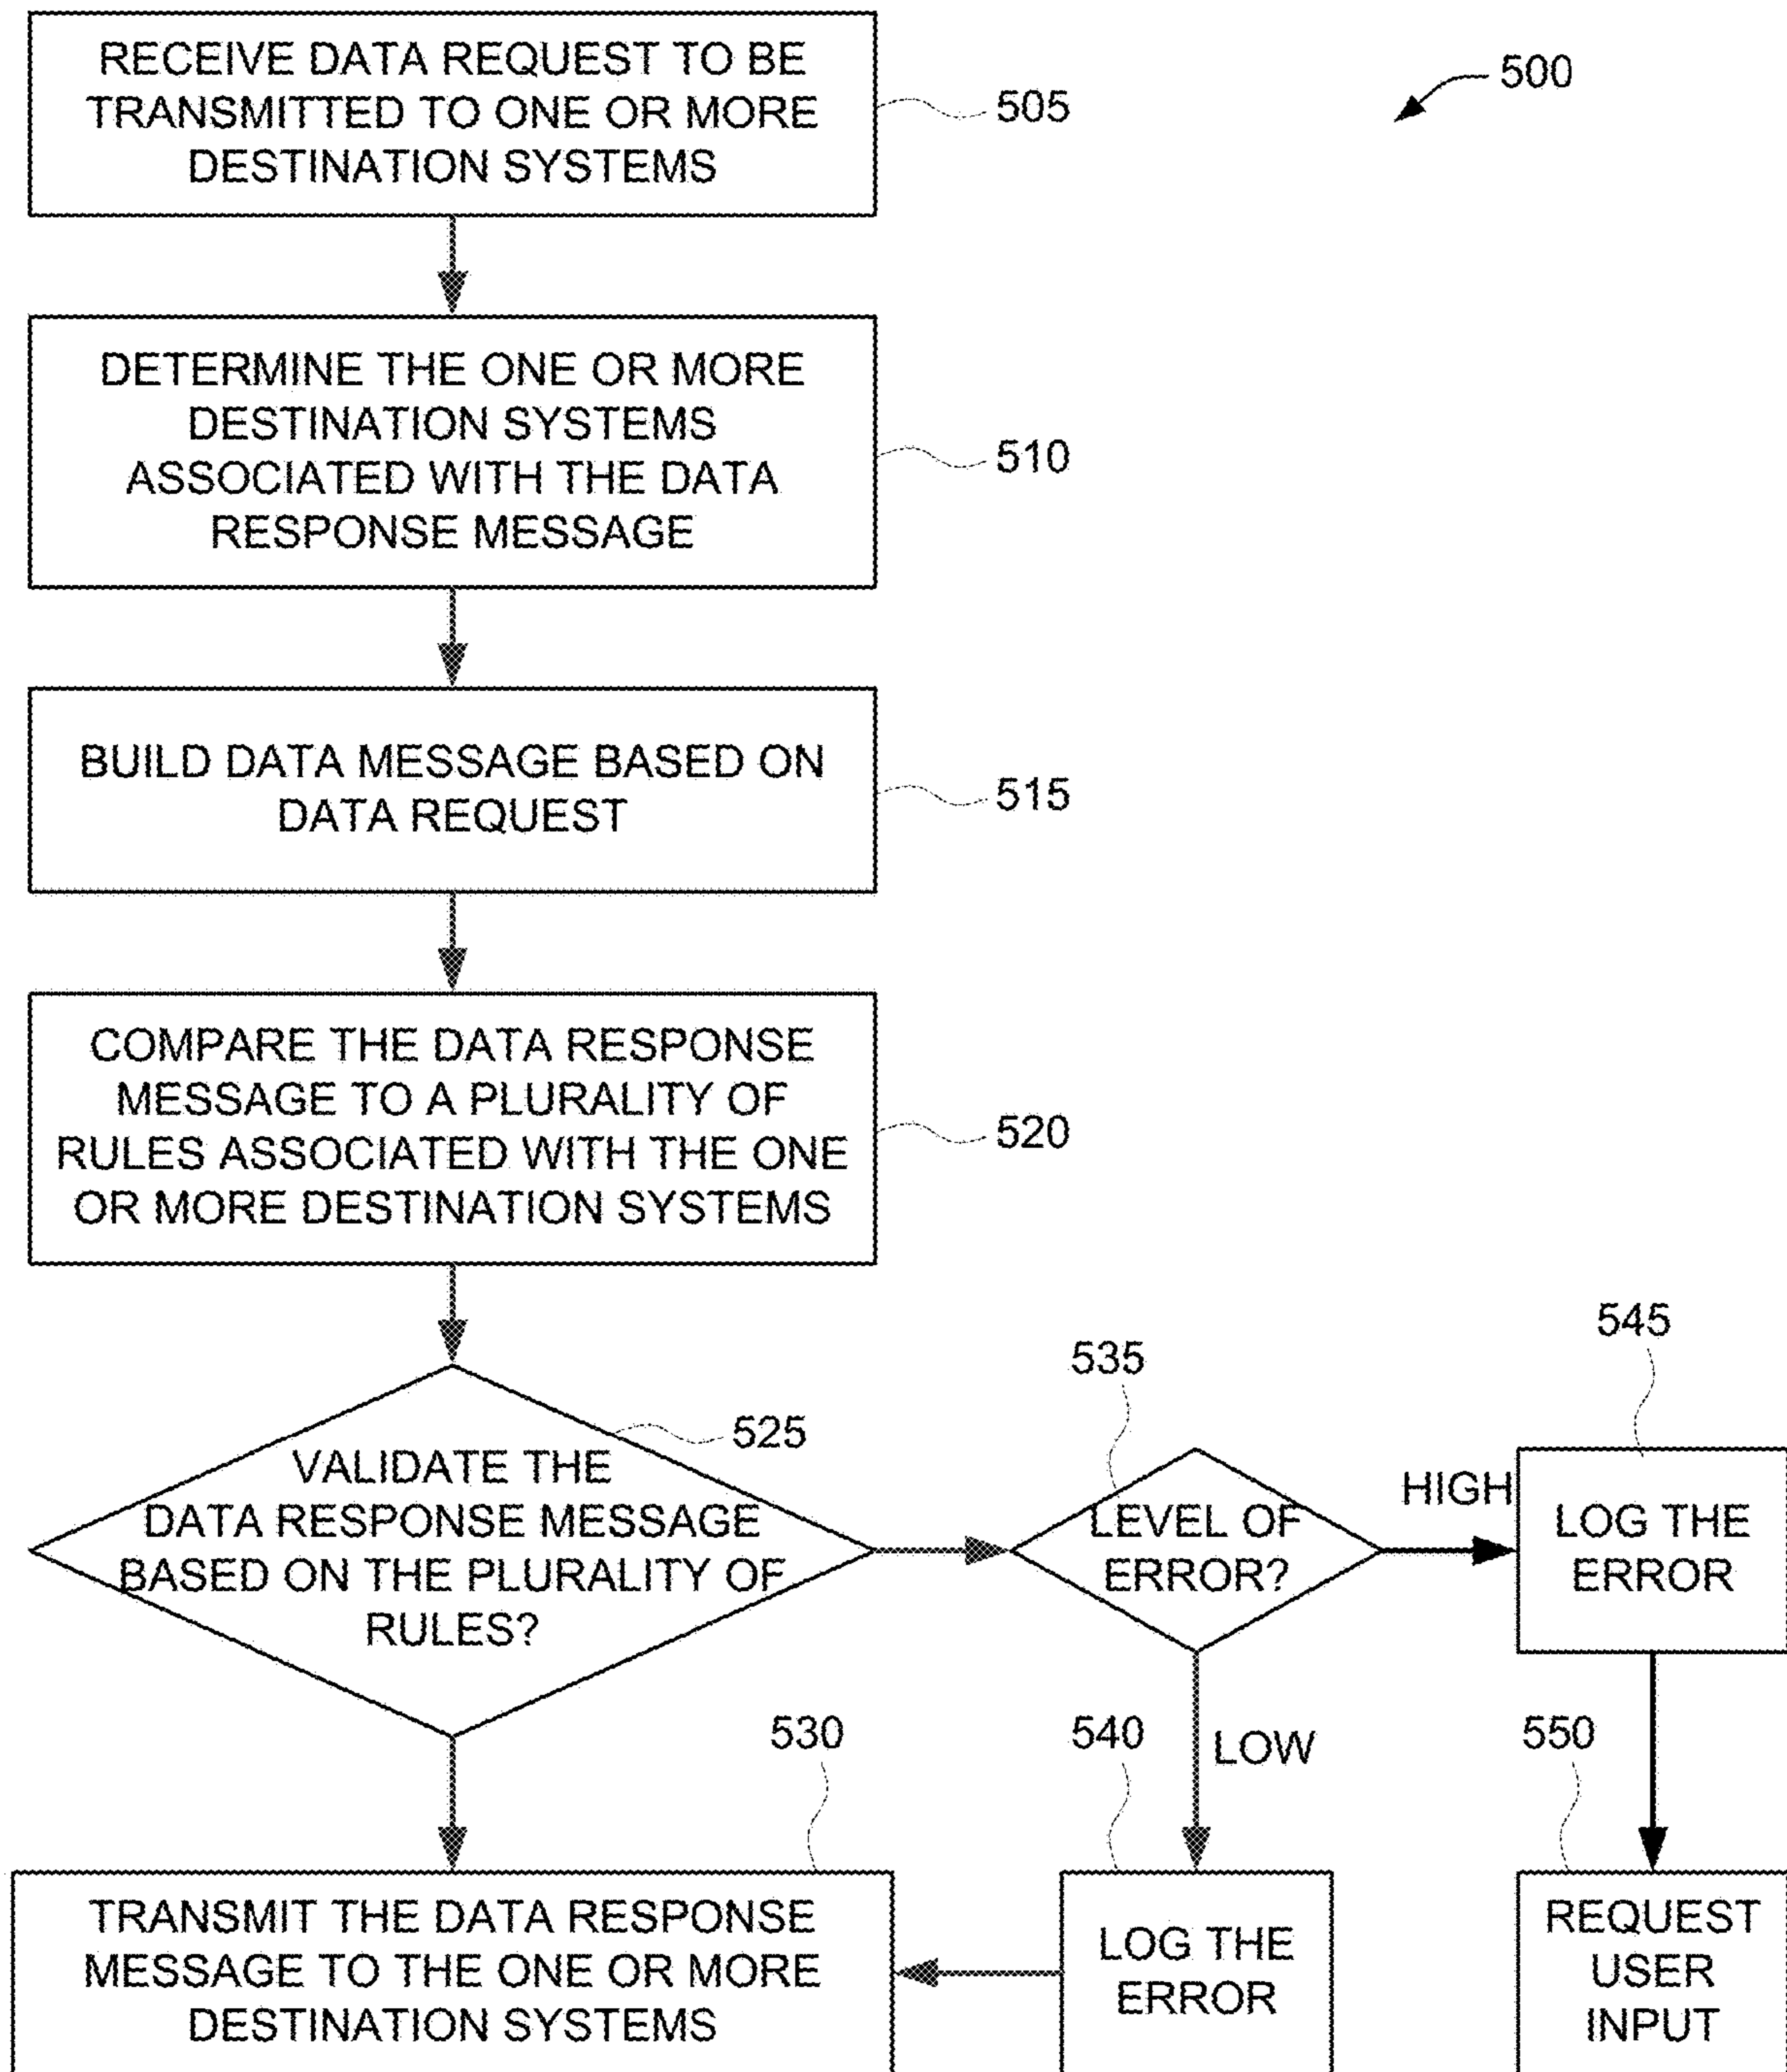 RECEIVE DATA REQUEST TO BE
TRANSMITTED TO ONE OR MORE
DESTINATION SYSTEMS
505
500
DETERMINE THE ONE OR MORE
DESTINATION SYSTEMS
ASSOCIATED WITH THE DATA
RESPONSE MESSAGE
510
BUILD DATA MESSAGE BASED ON
DATA REQUEST
515
COMPARE THE DATA RESPONSE
MESSAGE TO A PLURALITY OF
RULES ASSOCIATED WITH THE ONE
OR MORE DESTINATION SYSTEMS
520
VALIDATE THE
DATA RESPONSE MESSAGE
BASED ON THE PLURALITY OF
RULES?
525
535
LEVEL OF
ERROR?
HIGH
545
LOG THE
ERROR
530
TRANSMIT THE DATA RESPONSE
MESSAGE TO THE ONE OR MORE
DESTINATION SYSTEMS
540
LOW
LOG THE
ERROR
550
REQUEST
USER
INPUT